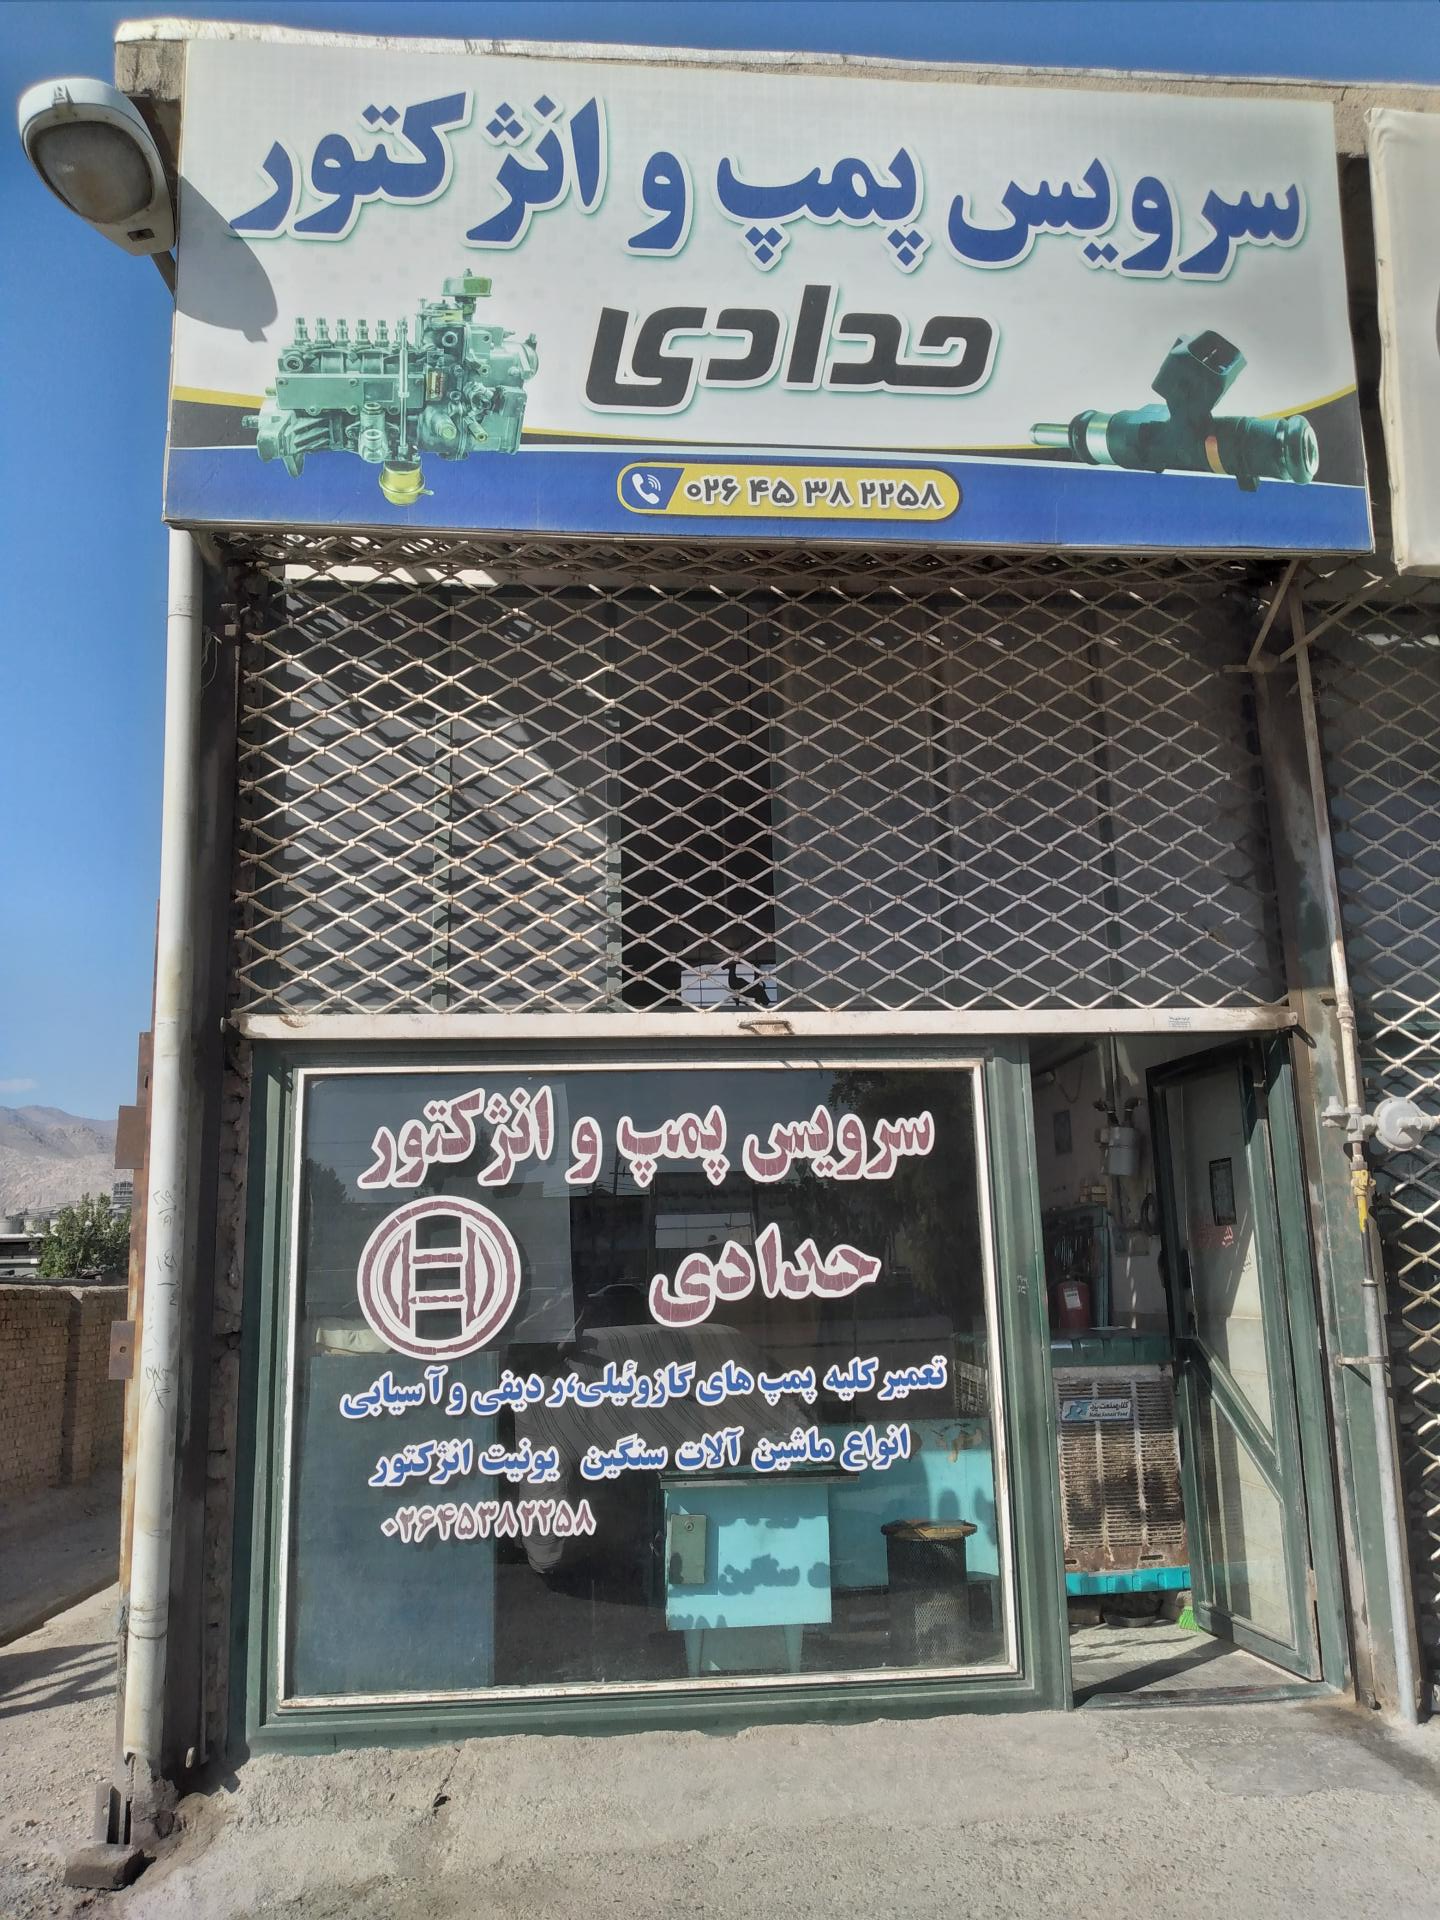 سرویس پمپ و انژکتور
حدادی
۰۲۶ ۴۵ ۳۸ ۲۲۵۸
سرویس پمپ و انژکتور
حدادی
تعمیر کلیه پمپ های گازوئیلی، ردیفی و آسیابی
انواع ماشین آلات سنگین یونیت انژکتور
۰۲۶۴۵۳۸۲۲۵۸